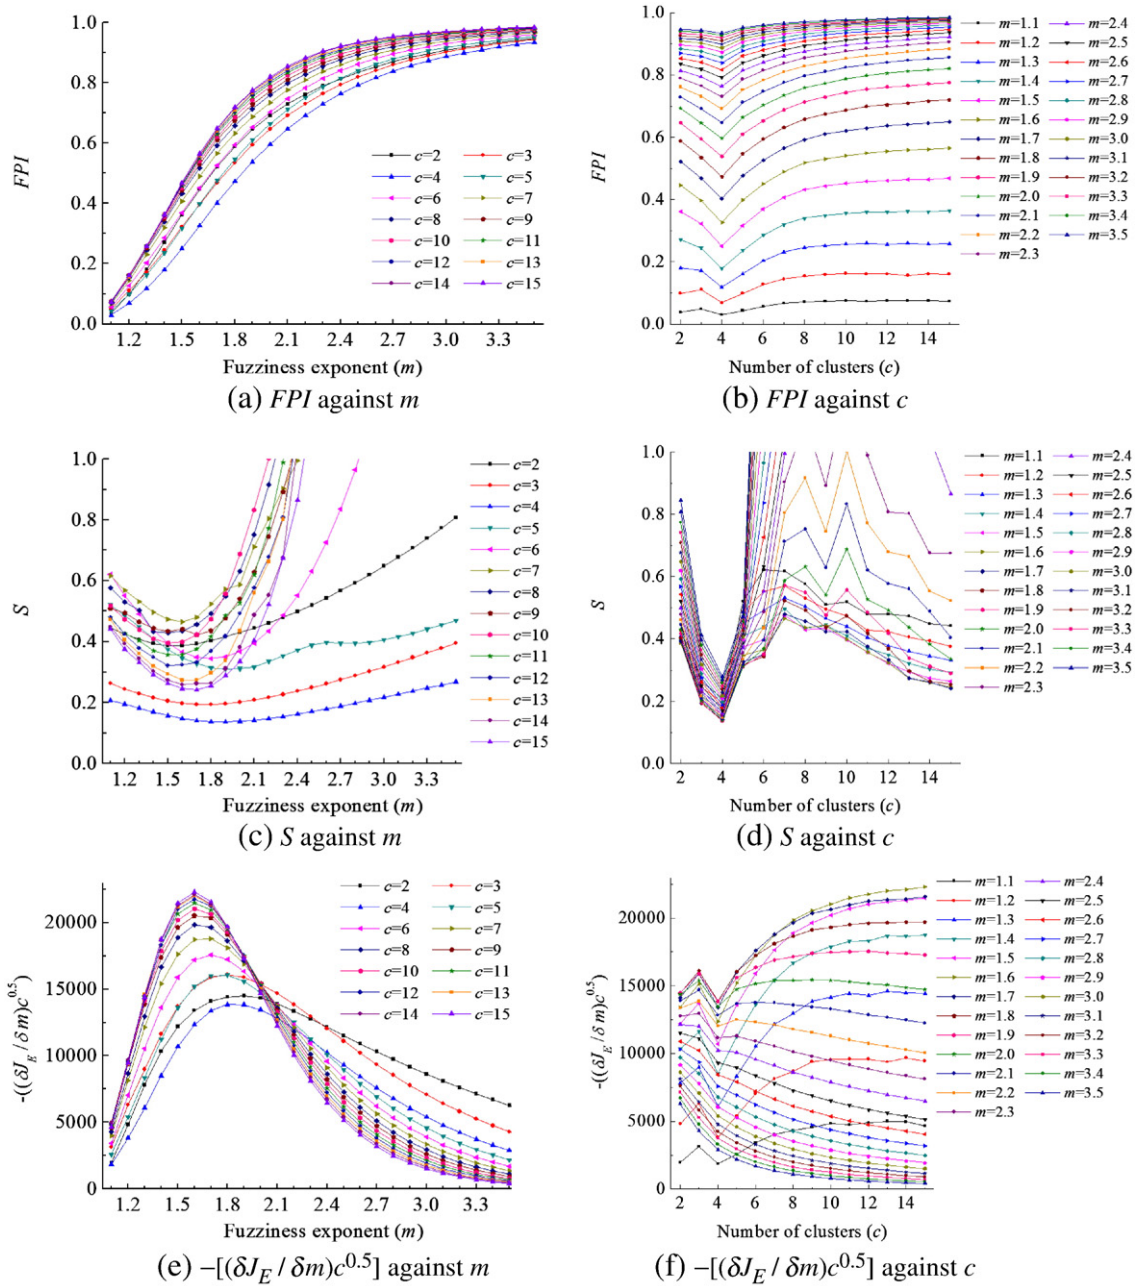 1.0
0.8
0.6
0.4
0.2
0.0
FPI
c=2 c=3
c=4 c=5
c=6 c=7
c=8 c=9
c=10 c=11
c=12 c=13
c=14 c=15
1.2 1.5 1.8 2.1 2.4 2.7 3.0 3.3
Fuzziness exponent (m)
(a) FPI against m
1.0
0.8
0.6
0.4
0.2
0.0
FPI
m=1.1 m=2.4
m=1.2 m=2.5
m=1.3 m=2.6
m=1.4 m=2.7
m=1.5 m=2.8
m=1.6 m=2.9
m=1.7 m=3.0
m=1.8 m=3.1
m=1.9 m=3.2
m=2.0 m=3.3
m=2.1 m=3.4
m=2.2 m=3.5
m=2.3
2 4 6 8 10 12 14
Number of clusters (c)
(b) FPI against c
1.0
0.8
0.6
0.4
0.2
0.0
S
c=2
c=3
c=4
c=5
c=6
c=7
c=8
c=9
c=10
c=11
c=12
c=13
c=14
c=15
1.2 1.5 1.8 2.1 2.4 2.7 3.0 3.3
Fuzziness exponent (m)
(c) S against m
1.0
0.8
0.6
0.4
0.2
0.0
S
m=1.1 m=2.4
m=1.2 m=2.5
m=1.3 m=2.6
m=1.4 m=2.7
m=1.5 m=2.8
m=1.6 m=2.9
m=1.7 m=3.0
m=1.8 m=3.1
m=1.9 m=3.2
m=2.0 m=3.3
m=2.1 m=3.4
m=2.2 m=3.5
m=2.3
2 4 6 8 10 12 14
Number of clusters (c)
(d) S against c
20000
15000
10000
5000
0
-((δJ_E / δm)c^0.5)
c=2 c=3
c=4 c=5
c=6 c=7
c=8 c=9
c=10 c=11
c=12 c=13
c=14 c=15
1.2 1.5 1.8 2.1 2.4 2.7 3.0 3.3
Fuzziness exponent (m)
(e) −[(δJ_E / δm)c^0.5] against m
20000
15000
10000
5000
0
-((δJ_E / δm)c^0.5)
m=1.1 m=2.4
m=1.2 m=2.5
m=1.3 m=2.6
m=1.4 m=2.7
m=1.5 m=2.8
m=1.6 m=2.9
m=1.7 m=3.0
m=1.8 m=3.1
m=1.9 m=3.2
m=2.0 m=3.3
m=2.1 m=3.4
m=2.2 m=3.5
m=2.3
2 4 6 8 10 12 14
Number of clusters (c)
(f) −[(δJ_E / δm)c^0.5] against c